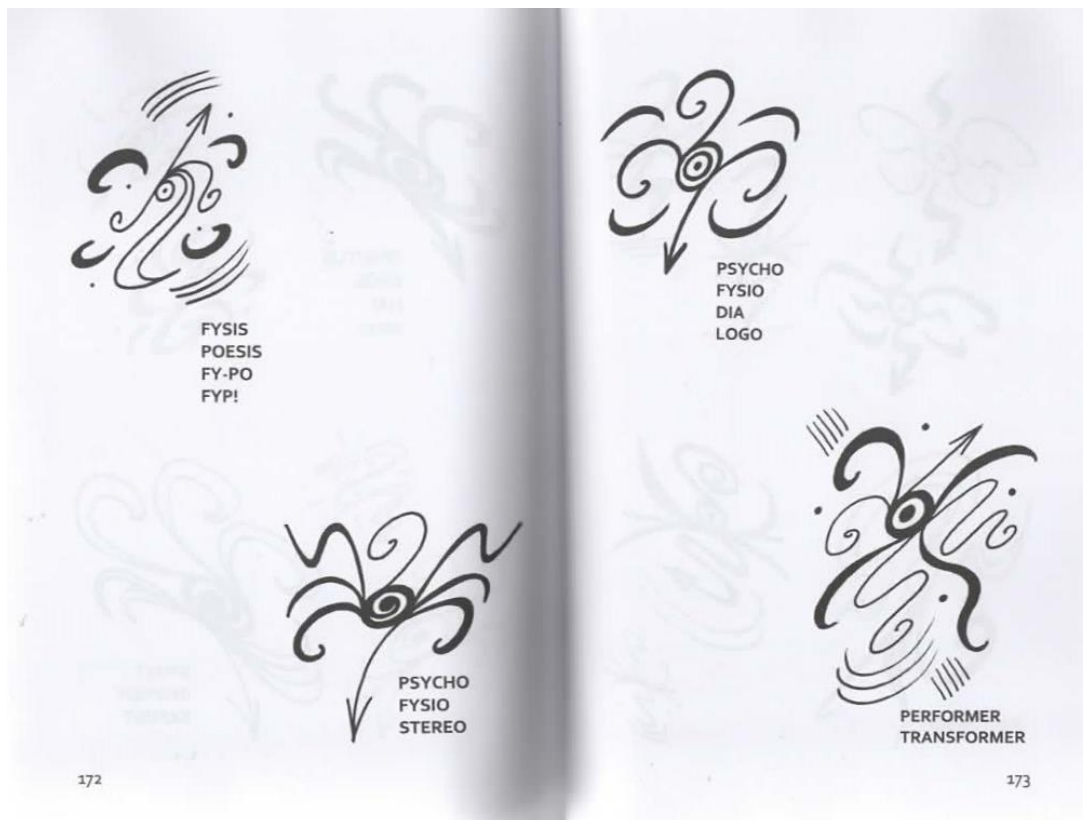 FYSIS
POESIS
FY-PO
FYP!
PSYCHO
FYSIO
STEREO
172
PSYCHO
FYSIO
DIA
LOGO
PERFORMER
TRANSFORMER
173